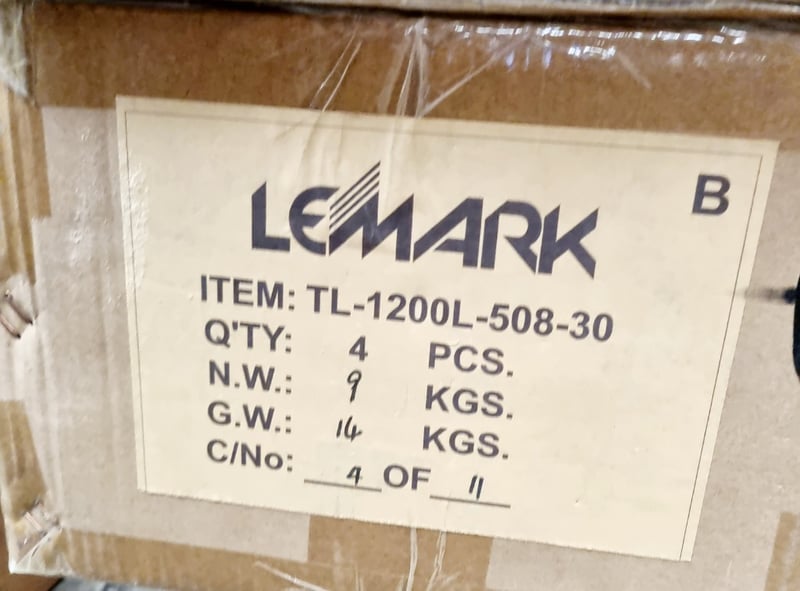 B
LEMARK
ITEM: TL-1200L-508-30
Q'TY: 4 PCS.
N.W.: 9 KGS.
G.W.: 14 KGS.
C/No: 4 OF 11